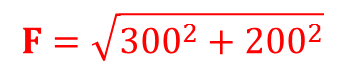 F = √300² + 200²